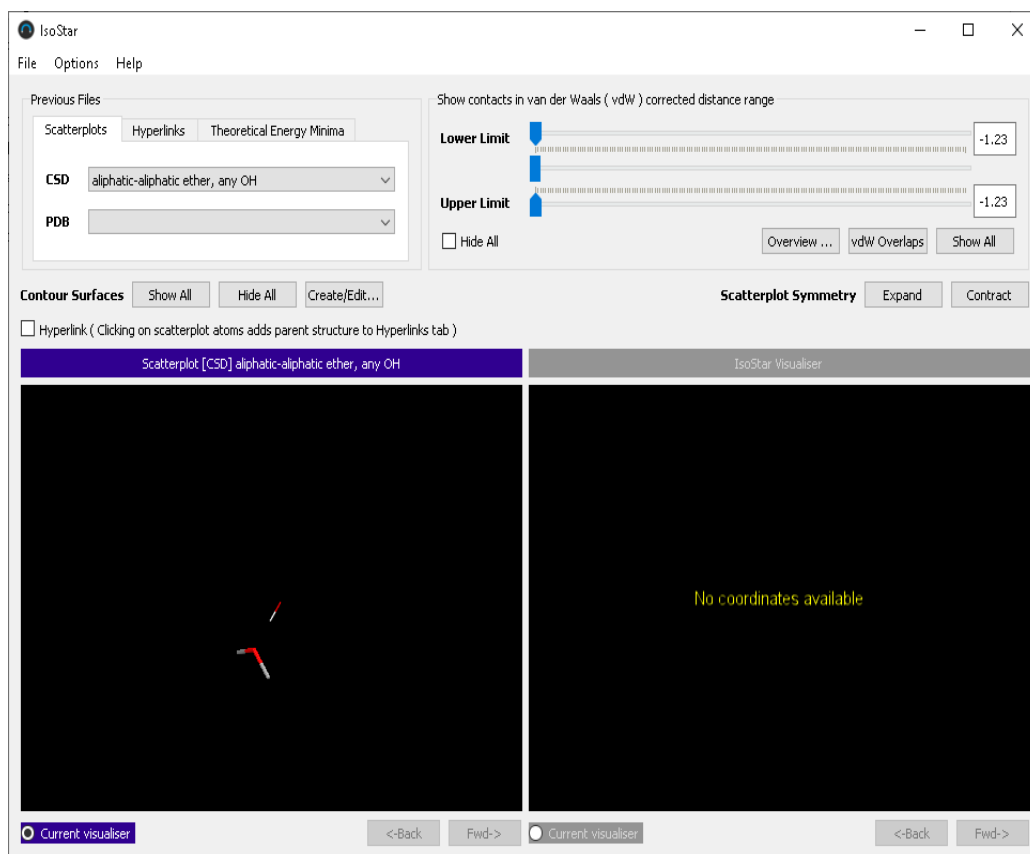 IsoStar
File Options Help
Previous Files
Scatterplots Hyperlinks Theoretical Energy Minima
CSD aliphatic-aliphatic ether, any OH
PDB
Show contacts in van der Waals ( vdW ) corrected distance range
Lower Limit -1.23
Upper Limit -1.23
Hide All Overview ... vdW Overlaps Show All
Contour Surfaces Show All Hide All Create/Edit... Scatterplot Symmetry Expand Contract
Hyperlink ( Clicking on scatterplot atoms adds parent structure to Hyperlinks tab )
Scatterplot [CSD] aliphatic-aliphatic ether, any OH IsoStar Visualiser
No coordinates available
Current visualiser <-Back Fwd-> Current visualiser <-Back Fwd->